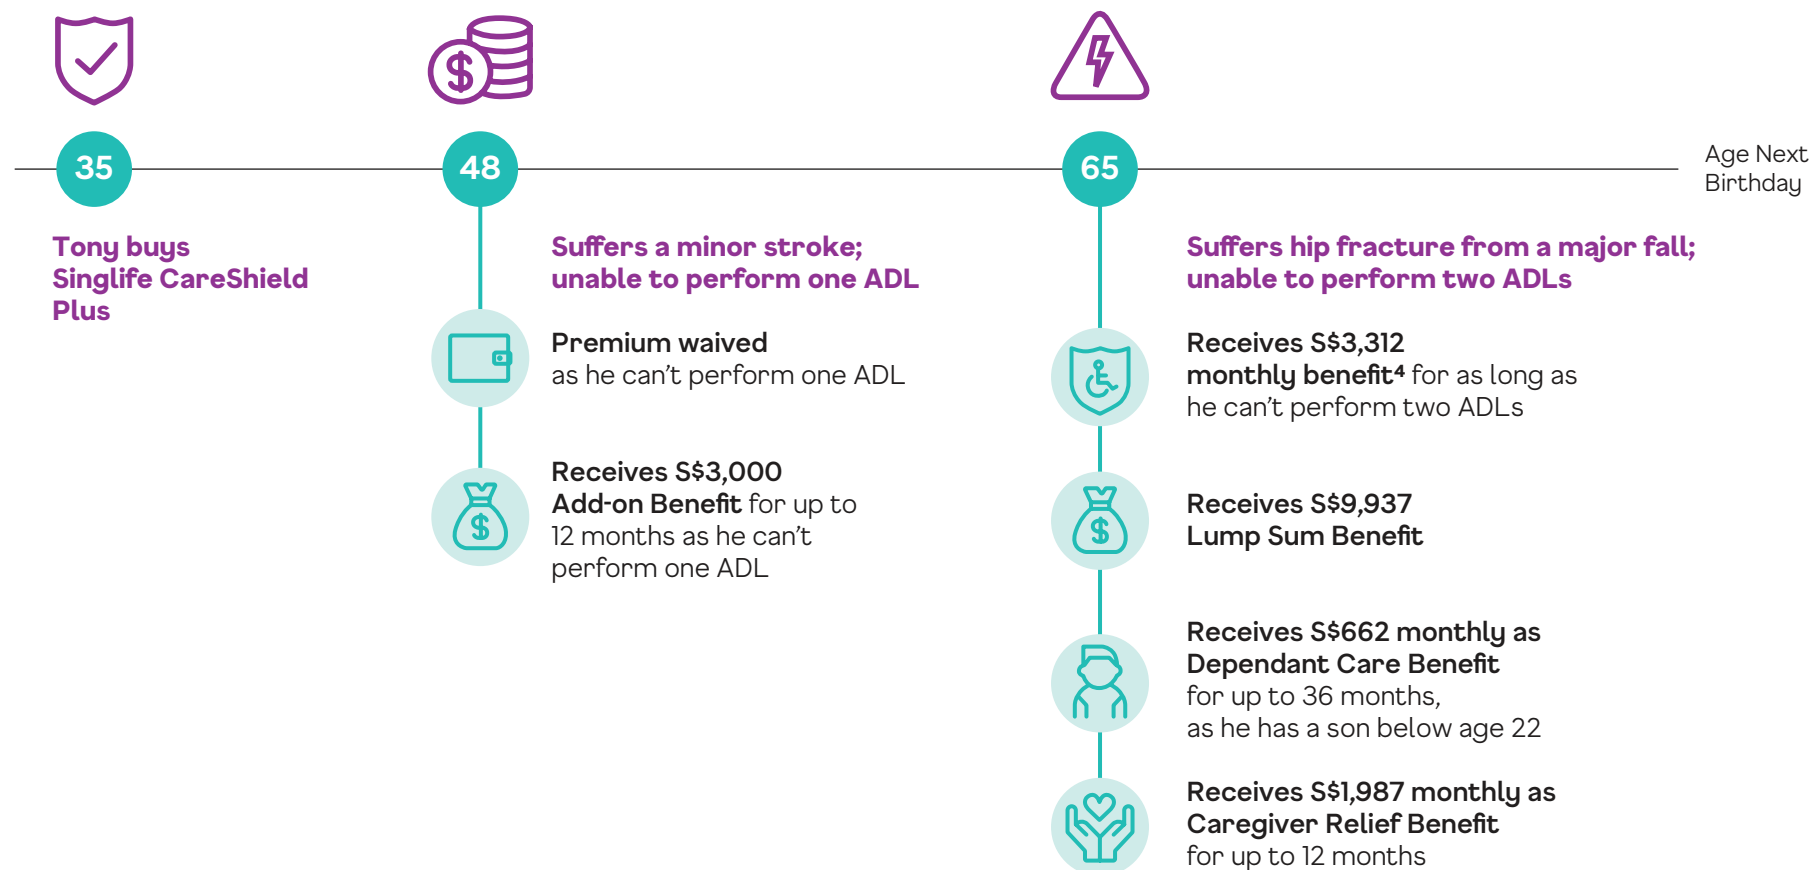 35
48
65
Age Next
Birthday
Tony buys
Singlife CareShield
Plus
Suffers a minor stroke;
unable to perform one ADL
Premium waived
as he can't perform one ADL
$
Receives S$3,000
Add-on Benefit for up to
12 months as he can't
perform one ADL
$
Suffers hip fracture from a major fall;
unable to perform two ADLs
Receives S$3,312
monthly benefit⁴ for as long as
he can't perform two ADLs
$
Receives S$9,937
Lump Sum Benefit
Receives S$662 monthly as
Dependant Care Benefit
for up to 36 months,
as he has a son below age 22
Receives S$1,987 monthly as
Caregiver Relief Benefit
for up to 12 months